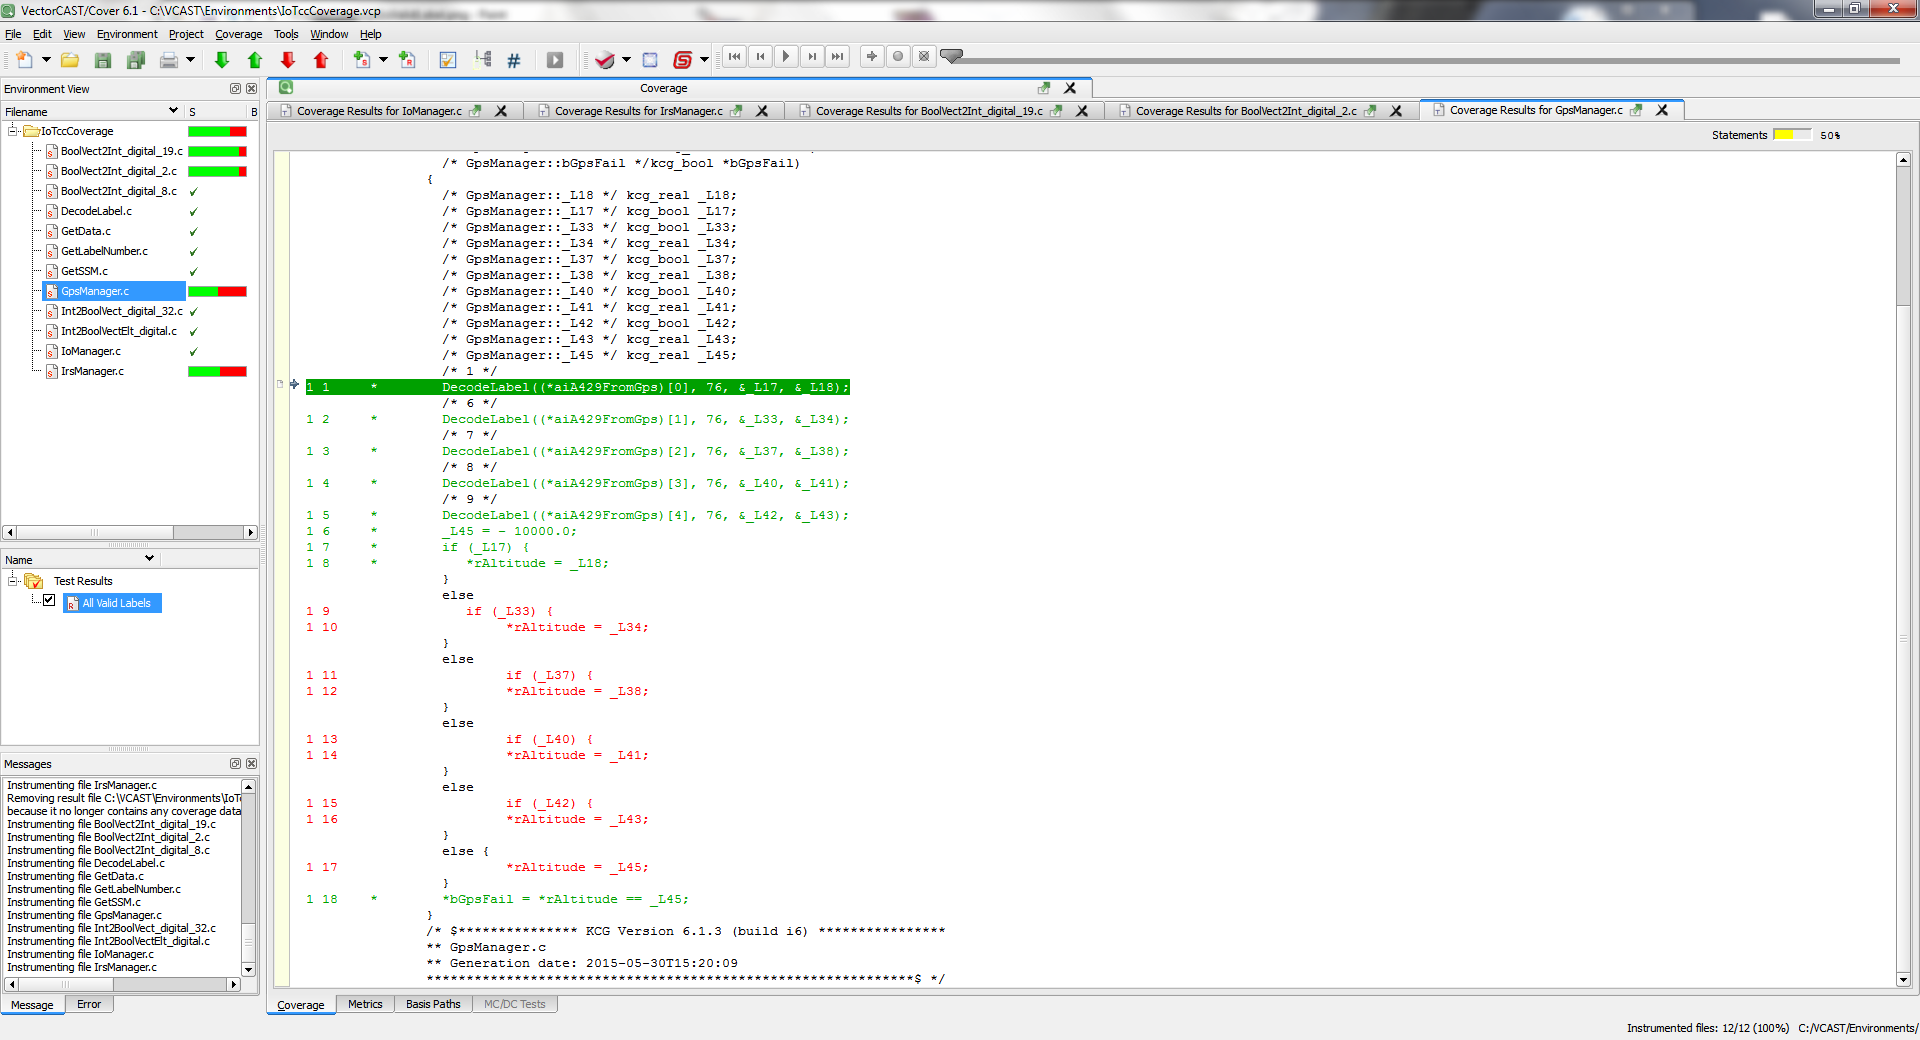 VectorCAST/Cover 6.1 - C:\VCAST\Environments\IoTccCoverage.vcp
File Edit View Environment Project Coverage Tools Window Help
Environment View
Filename S B
IoTccCoverage
BoolVect2Int_digital_19.c
BoolVect2Int_digital_2.c
BoolVect2Int_digital_8.c
DecodeLabel.c
GetData.c
GetLabelNumber.c
GetSSM.c
GpsManager.c
Int2BoolVect_digital_32.c
Int2BoolVectElt_digital.c
IoManager.c
IrsManager.c
Name
Test Results
All Valid Labels
Messages
Instrumenting file IrsManager.c
Removing result file C:\VCAST\Environments\IoTc
because it no longer contains any coverage data
Instrumenting file BoolVect2Int_digital_19.c
Instrumenting file BoolVect2Int_digital_2.c
Instrumenting file BoolVect2Int_digital_8.c
Instrumenting file DecodeLabel.c
Instrumenting file GetData.c
Instrumenting file GetLabelNumber.c
Instrumenting file GetSSM.c
Instrumenting file GpsManager.c
Instrumenting file Int2BoolVect_digital_32.c
Instrumenting file Int2BoolVectElt_digital.c
Instrumenting file IoManager.c
Instrumenting file IrsManager.c
Message Error
Coverage
Coverage Results for IoManager.c Coverage Results for IrsManager.c Coverage Results for BoolVect2Int_digital_19.c Coverage Results for BoolVect2Int_digital_2.c Coverage Results for GpsManager.c
Statements 50%
/* GpsManager::bGpsFail */kcg_bool *bGpsFail)
{
/* GpsManager::_L18 */ kcg_real _L18;
/* GpsManager::_L17 */ kcg_bool _L17;
/* GpsManager::_L33 */ kcg_bool _L33;
/* GpsManager::_L34 */ kcg_real _L34;
/* GpsManager::_L37 */ kcg_bool _L37;
/* GpsManager::_L38 */ kcg_real _L38;
/* GpsManager::_L40 */ kcg_bool _L40;
/* GpsManager::_L41 */ kcg_real _L41;
/* GpsManager::_L42 */ kcg_bool _L42;
/* GpsManager::_L43 */ kcg_real _L43;
/* GpsManager::_L45 */ kcg_real _L45;
/* 1 */
1 1 * DecodeLabel((*aiA429FromGps)[0], 76, &_L17, &_L18);
/* 6 */
1 2 * DecodeLabel((*aiA429FromGps)[1], 76, &_L33, &_L34);
/* 7 */
1 3 * DecodeLabel((*aiA429FromGps)[2], 76, &_L37, &_L38);
/* 8 */
1 4 * DecodeLabel((*aiA429FromGps)[3], 76, &_L40, &_L41);
/* 9 */
1 5 * DecodeLabel((*aiA429FromGps)[4], 76, &_L42, &_L43);
1 6 * _L45 = - 10000.0;
1 7 * if (_L17) {
1 8 * *rAltitude = _L18;
}
else
1 9 if (_L33) {
1 10 *rAltitude = _L34;
}
else
1 11 if (_L37) {
1 12 *rAltitude = _L38;
}
else
1 13 if (_L40) {
1 14 *rAltitude = _L41;
}
else
1 15 if (_L42) {
1 16 *rAltitude = _L43;
}
else {
1 17 *rAltitude = _L45;
}
1 18 * *bGpsFail = *rAltitude == _L45;
}
/* $*************** KCG Version 6.1.3 (build i6) ****************
** GpsManager.c
** Generation date: 2015-05-30T15:20:09
*************************************************************$ */
Coverage Metrics Basis Paths MC/DC Tests
Instrumented files: 12/12 (100%) C:/VCAST/Environments/